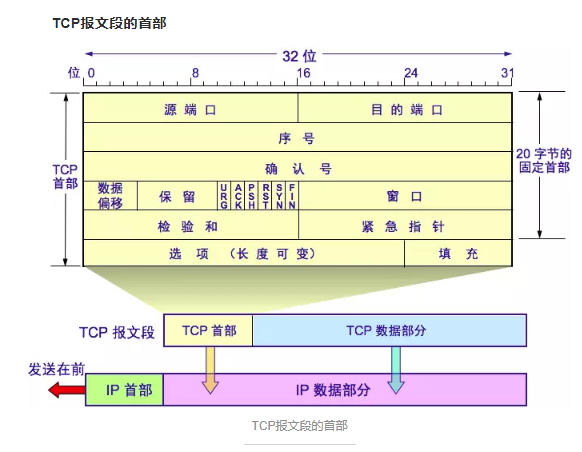 TCP报文段的首部
32 位
位 0 8 16 24 31
源 端 口 目 的 端 口
序 号
TCP
首部
20 字节的
固定首部
确 认 号
数据
偏移
保 留
URG
ACK
PSH
RST
SYN
FIN
窗 口
检 验 和 紧 急 指 针
选 项 （长 度 可 变） 填 充
TCP 报文段 TCP 首部 TCP 数据部分
发送在前
IP 首部 IP 数据部分
TCP报文段的首部